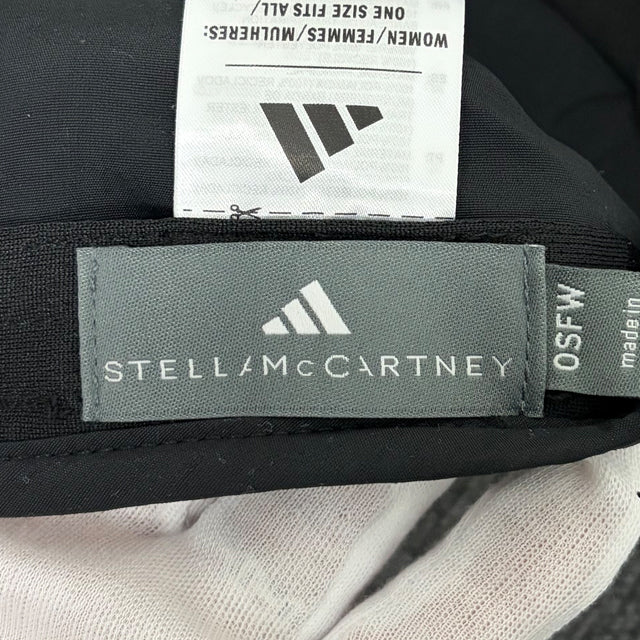 WOMEN/FEMMES/MULHERES:
ONE SIZE FITS ALL/
STELLAMcCARTNEY
OSFW
made in